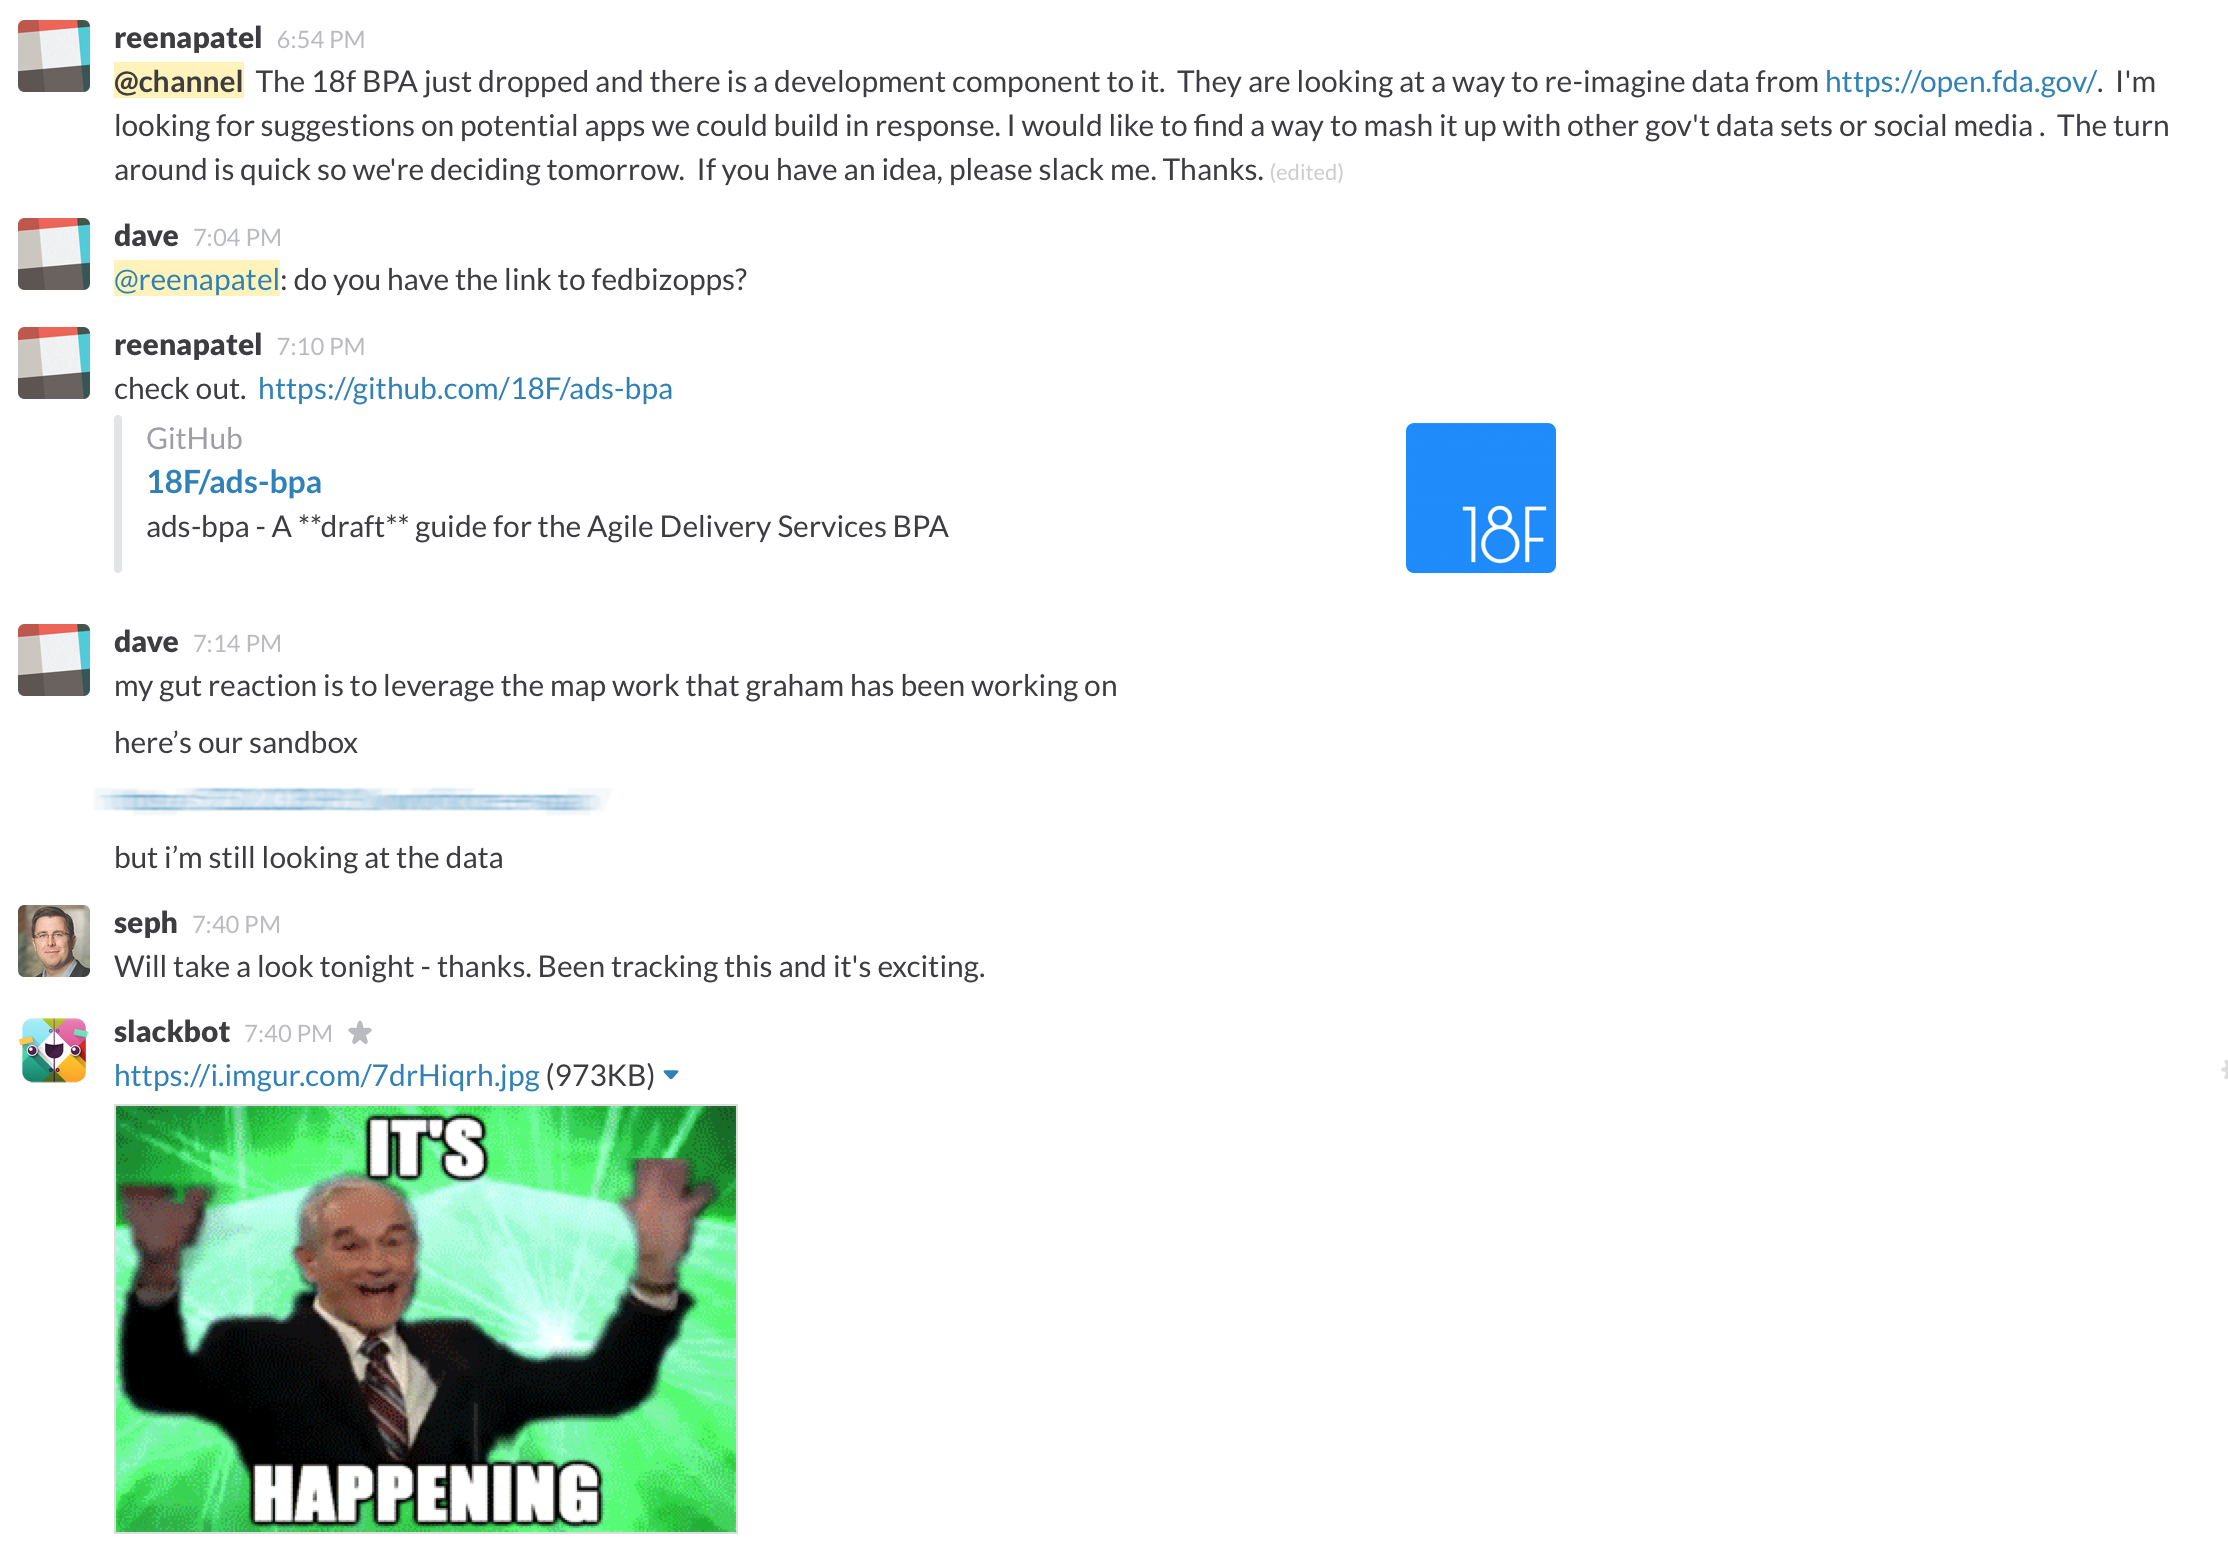 reenapatel 6:54 PM
@channel The 18f BPA just dropped and there is a development component to it. They are looking at a way to re-imagine data from https://open.fda.gov/. I'm
looking for suggestions on potential apps we could build in response. I would like to find a way to mash it up with other gov't data sets or social media . The turn
around is quick so we're deciding tomorrow. If you have an idea, please slack me. Thanks. (edited)
dave 7:04 PM
@reenapatel: do you have the link to fedbizopps?
reenapatel 7:10 PM
check out. https://github.com/18F/ads-bpa
GitHub
18F/ads-bpa
ads-bpa - A **draft** guide for the Agile Delivery Services BPA
18F
dave 7:14 PM
my gut reaction is to leverage the map work that graham has been working on
here’s our sandbox
but i’m still looking at the data
seph 7:40 PM
Will take a look tonight - thanks. Been tracking this and it's exciting.
slackbot 7:40 PM
https://i.imgur.com/7drHiqrh.jpg (973KB)
IT'S
HAPPENING